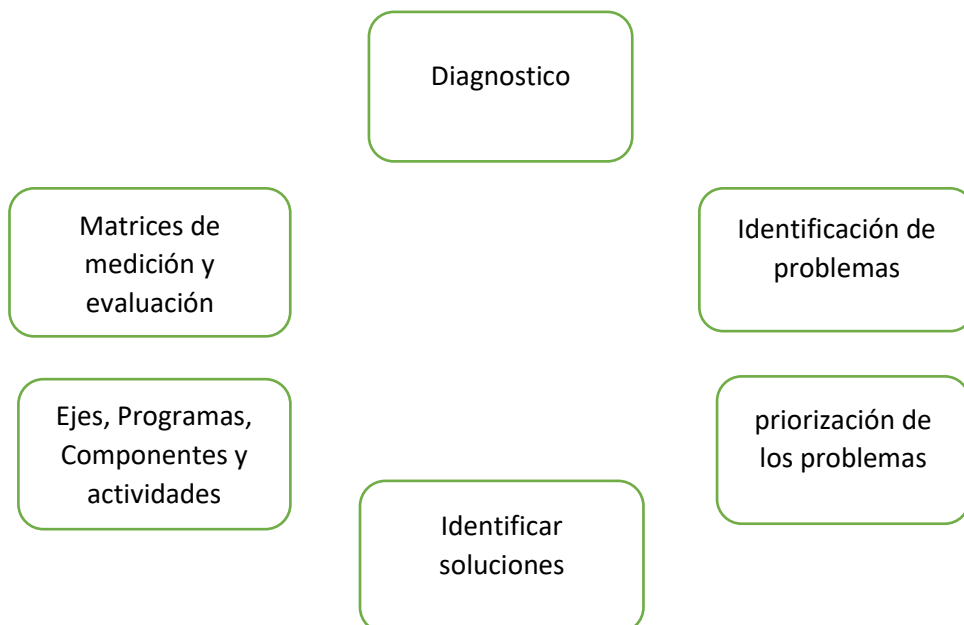 Diagnostico
Identificación de
problemas
priorización de
los problemas
Identificar
soluciones
Ejes, Programas,
Componentes y
actividades
Matrices de
medición y
evaluación